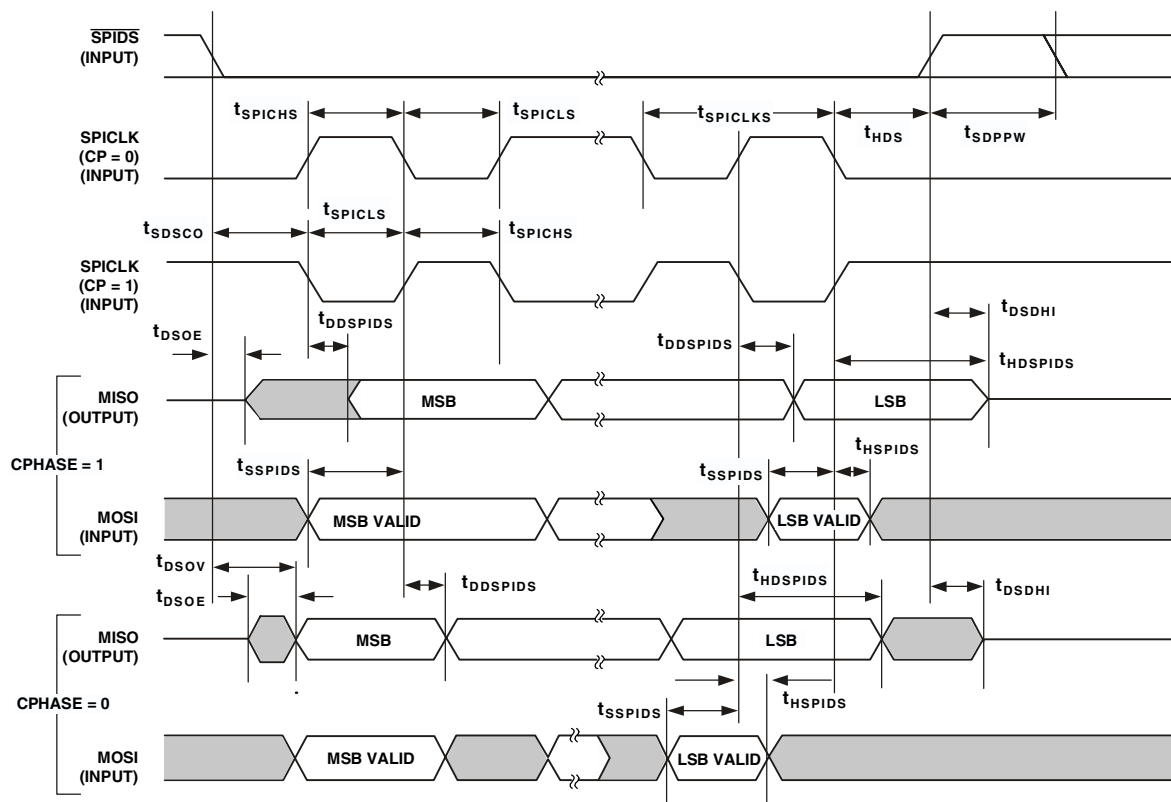 SPIDS
(INPUT)
tSPICHS
tSPICLS
tSPICLKS
tHDS
tSDPPW
SPICLK
(CP = 0)
(INPUT)
tSPICLS
tSDSCO
tSPICHS
SPICLK
(CP = 1)
(INPUT)
tDSOE
tDDSPIDS
tDDSPIDS
tDSDHI
tHDSPIDS
MISO
(OUTPUT)
MSB
LSB
CPHASE = 1
tSSPIDS
tSSPIDS
tHSPIDS
MOSI
(INPUT)
MSB VALID
LSB VALID
tDSOV
tDSOE
tDDSPIDS
tHDSPIDS
tDSDHI
MISO
(OUTPUT)
MSB
LSB
CPHASE = 0
tSSPIDS
tHSPIDS
MOSI
(INPUT)
MSB VALID
LSB VALID